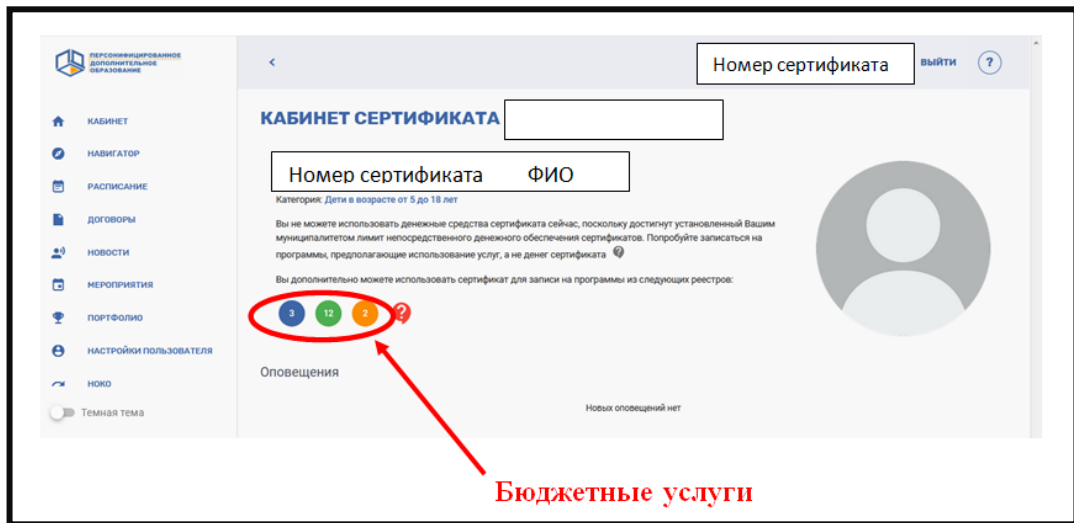 ПЕРСОНИФИЦИРОВАННОЕ
ДОПОЛНИТЕЛЬНОЕ
ОБРАЗОВАНИЕ
Номер сертификата
ВЫЙТИ
?
КАБИНЕТ
НАВИГАТОР
РАСПИСАНИЕ
ДОГОВОРЫ
НОВОСТИ
МЕРОПРИЯТИЯ
ПОРТФОЛИО
НАСТРОЙКИ ПОЛЬЗОВАТЕЛЯ
НОКО
Темная тема
КАБИНЕТ СЕРТИФИКАТА
Номер сертификата ФИО
Категория: Дети в возрасте от 5 до 18 лет
Вы не можете использовать денежные средства сертификата сейчас, поскольку достигнут установленный Вашим
муниципалитетом лимит непосредственного денежного обеспечения сертификатов. Попробуйте записаться на
программы, предполагающие использование услуг, а не денег сертификата ?
Вы дополнительно можете использовать сертификат для записи на программы из следующих реестров:
3 12 2 ?
Оповещения
Новых оповещений нет
Бюджетные услуги